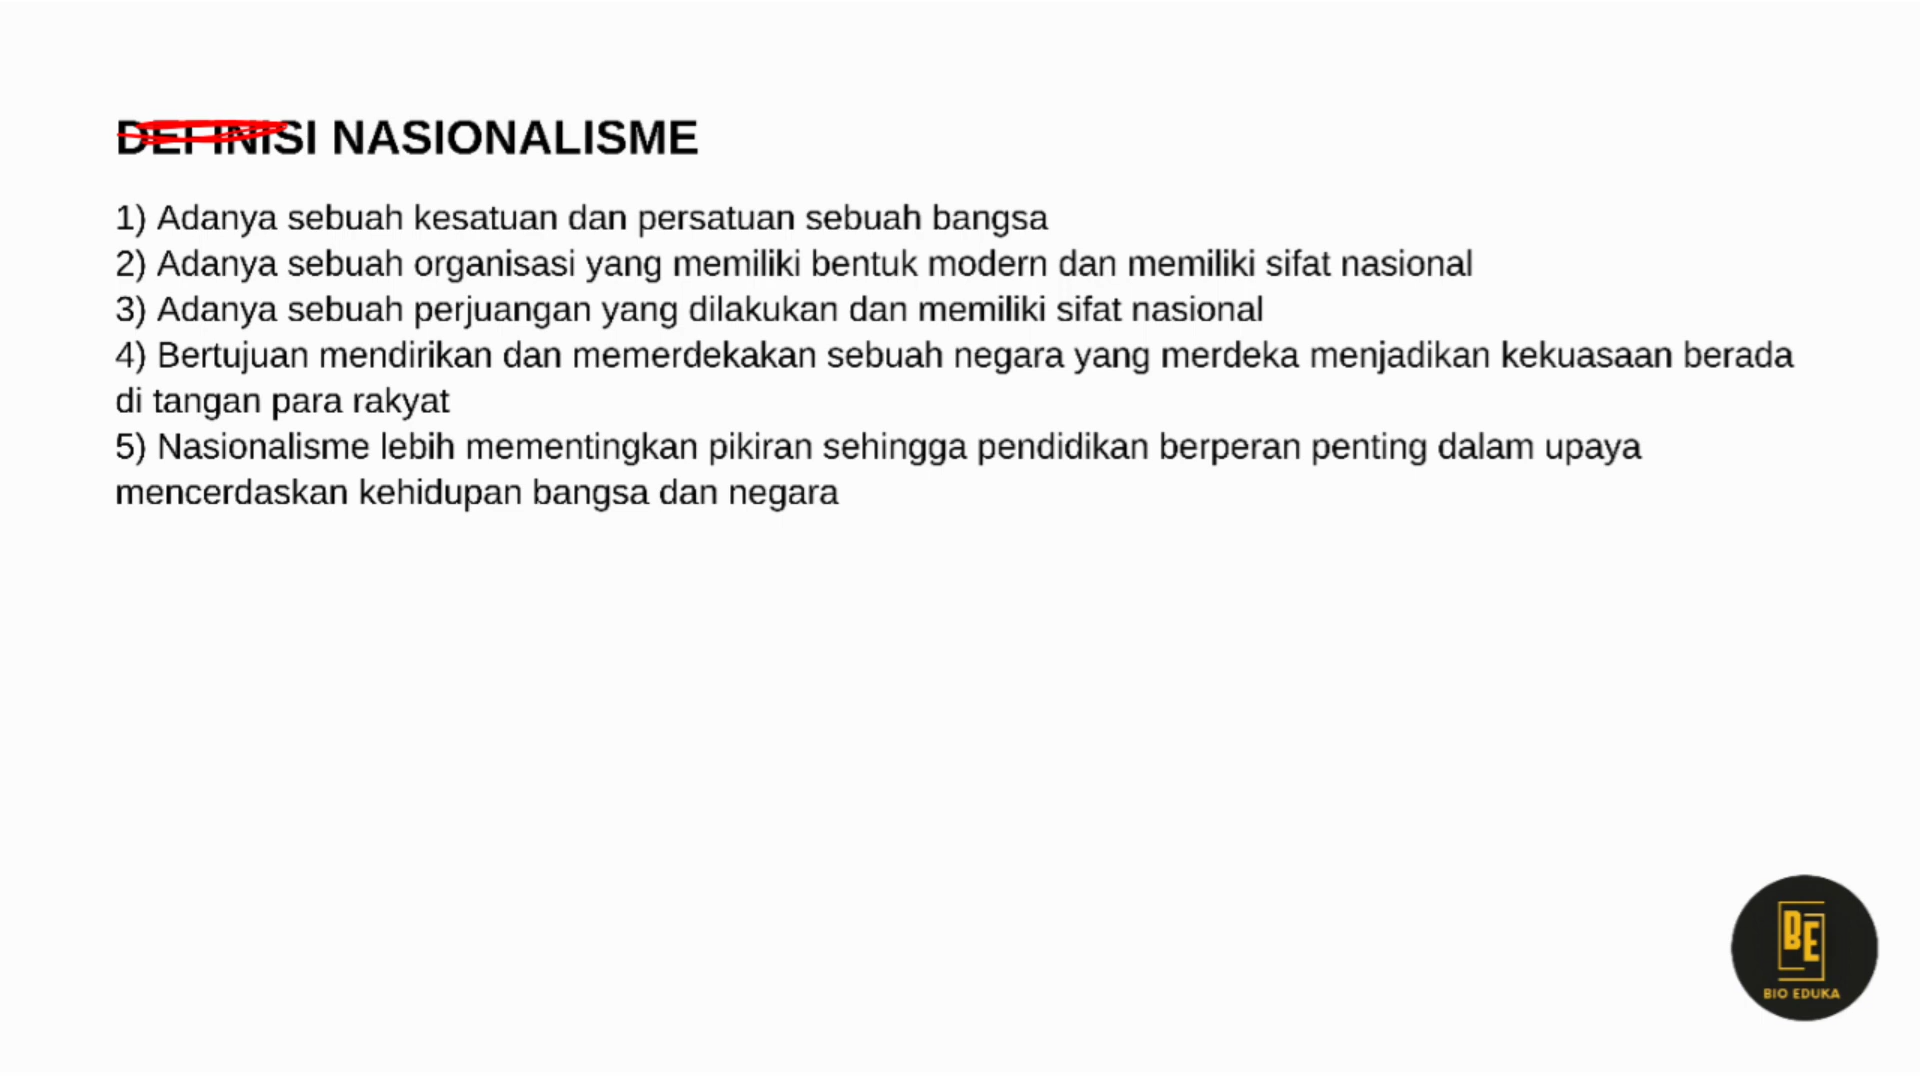 DEFINISI NASIONALISME
1) Adanya sebuah kesatuan dan persatuan sebuah bangsa
2) Adanya sebuah organisasi yang memiliki bentuk modern dan memiliki sifat nasional
3) Adanya sebuah perjuangan yang dilakukan dan memiliki sifat nasional
4) Bertujuan mendirikan dan memerdekakan sebuah negara yang merdeka menjadikan kekuasaan berada
di tangan para rakyat
5) Nasionalisme lebih mementingkan pikiran sehingga pendidikan berperan penting dalam upaya
mencerdaskan kehidupan bangsa dan negara
BE
BIO EDUKA